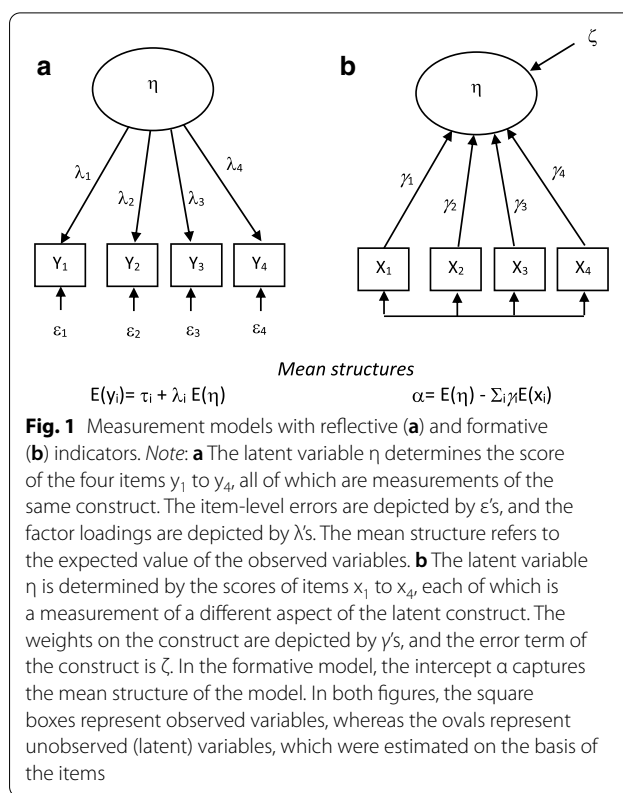 a
b
ζ
η
η
λ1
λ2
λ3
λ4
γ1
γ2
γ3
γ4
Y1
Y2
Y3
Y4
X1
X2
X3
X4
ε1
ε2
ε3
ε4
Mean structures
E(yi)= τi + λi E(η)
α= E(η) - ΣiγiE(xi)
Fig. 1 Measurement models with reflective (a) and formative
(b) indicators. Note: a The latent variable η determines the score
of the four items y1 to y4, all of which are measurements of the
same construct. The item-level errors are depicted by ε’s, and the
factor loadings are depicted by λ’s. The mean structure refers to
the expected value of the observed variables. b The latent variable
η is determined by the scores of items x1 to x4, each of which is
a measurement of a different aspect of the latent construct. The
weights on the construct are depicted by γ’s, and the error term of
the construct is ζ. In the formative model, the intercept α captures
the mean structure of the model. In both figures, the square
boxes represent observed variables, whereas the ovals represent
unobserved (latent) variables, which were estimated on the basis of
the items